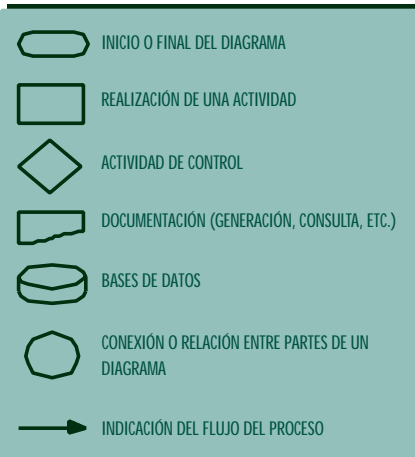 INICIO O FINAL DEL DIAGRAMA
REALIZACIÓN DE UNA ACTIVIDAD
ACTIVIDAD DE CONTROL
DOCUMENTACIÓN (GENERACIÓN, CONSULTA, ETC.)
BASES DE DATOS
CONEXIÓN O RELACIÓN ENTRE PARTES DE UN
DIAGRAMA
INDICACIÓN DEL FLUJO DEL PROCESO